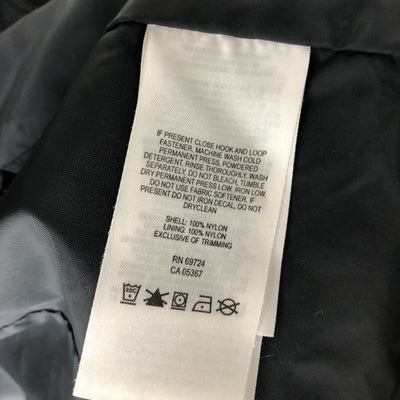 IF PRESENT CLOSE HOOK AND LOOP
FASTENER, MACHINE WASH COLD
PERMANENT PRESS, POWDERED
DETERGENT, RINSE THOROUGHLY, WASH
SEPARATELY, DO NOT BLEACH, TUMBLE
DRY PERMANENT PRESS LOW, IRON LOW.
DO NOT USE FABRIC SOFTENER. IF
PRESENT DO NOT IRON DECAL, DO NOT
DRYCLEAN
SHELL: 100% NYLON
LINING: 100% NYLON
EXCLUSIVE OF TRIMMING
RN 69724
CA 05367
30C